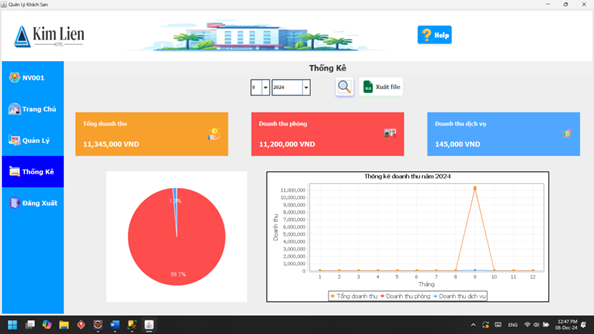 Quản Lý Khách Sạn
Kim Lien
HOTEL
Help
NV001
Trang Chủ
Quản Lý
Thống Kê
Đăng Xuất
Thống Kê
9
2024
Xuất file
Tổng doanh thu
11,345,000 VND
Doanh thu phòng
11,200,000 VND
Doanh thu dịch vụ
145,000 VND
98.7%
Thông kê doanh thu năm 2024
Doanh thu
11,000,000
10,000,000
9,000,000
8,000,000
7,000,000
6,000,000
5,000,000
4,000,000
3,000,000
2,000,000
1,000,000
0
1 2 3 4 5 6 7 8 9 10 11 12
Tháng
Tổng doanh thu Doanh thu phòng Doanh thu dịch vụ
12:47 PM
08-Dec-24